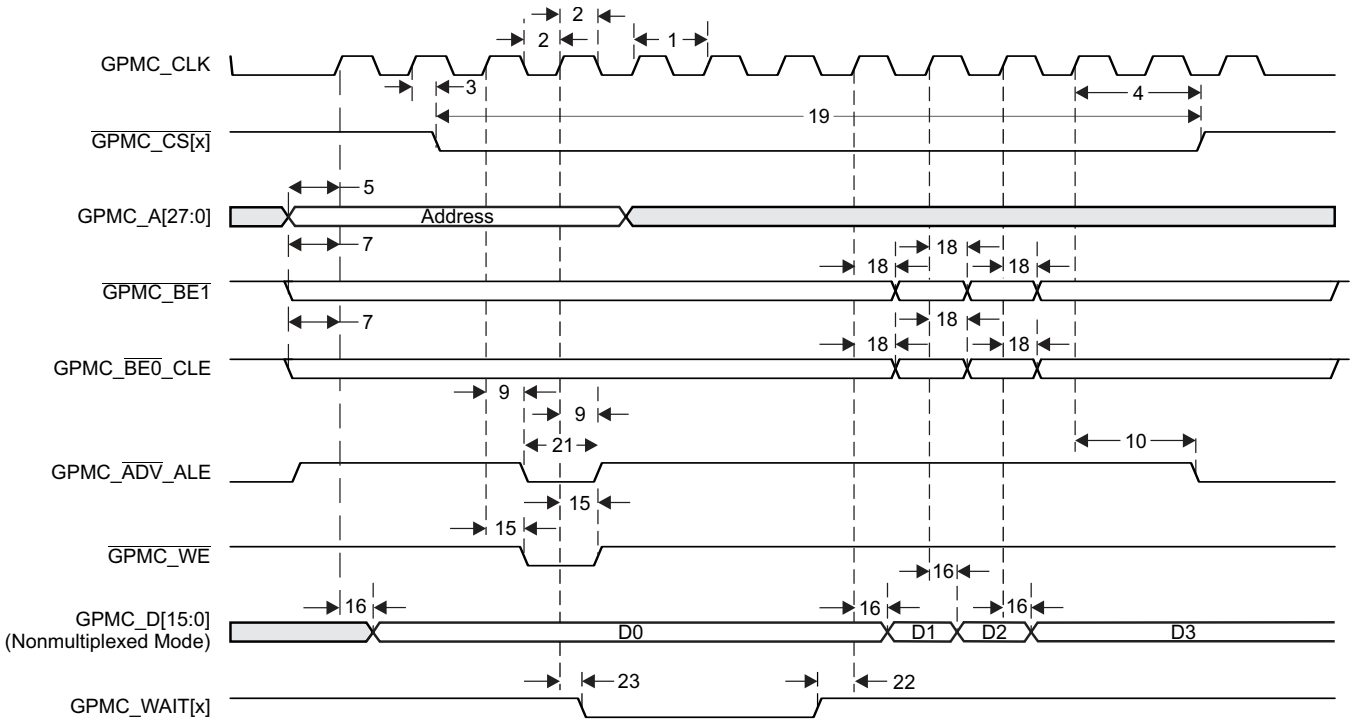 2
GPMC_CLK
2
1
3
4
19
GPMC_CS[x]
5
GPMC_A[27:0]
Address
7
18
18
18
GPMC_BE1
7
18
18
18
GPMC_BE0_CLE
9
9
21
10
GPMC_ADV_ALE
15
15
GPMC_WE
16
16
16
16
GPMC_D[15:0]
(Nonmultiplexed Mode)
D0
D1
D2
D3
23
22
GPMC_WAIT[x]